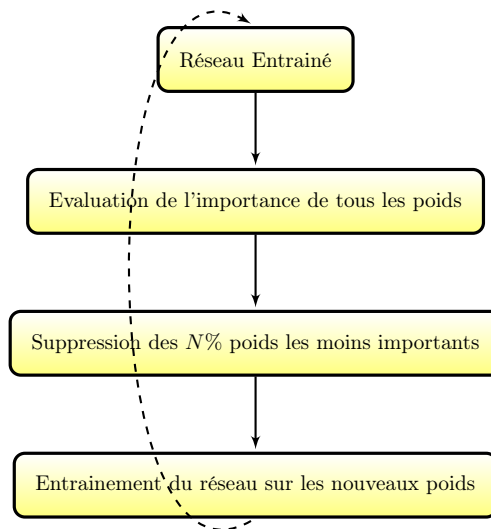 Réseau Entrainé
Evaluation de l'importance de tous les poids
Suppression des N% poids les moins importants
Entrainement du réseau sur les nouveaux poids